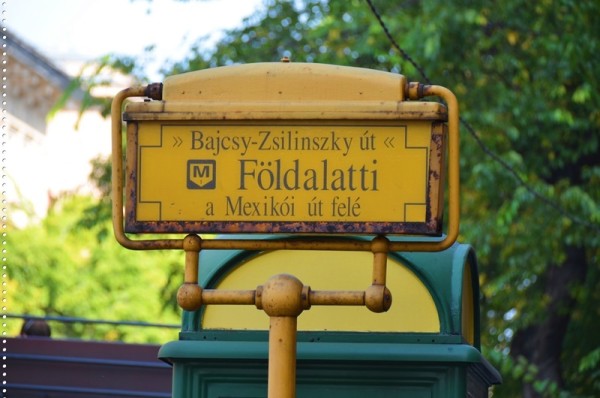 » Bajcsy-Zsilinszky út «
M Földalatti
a Mexikói út felé